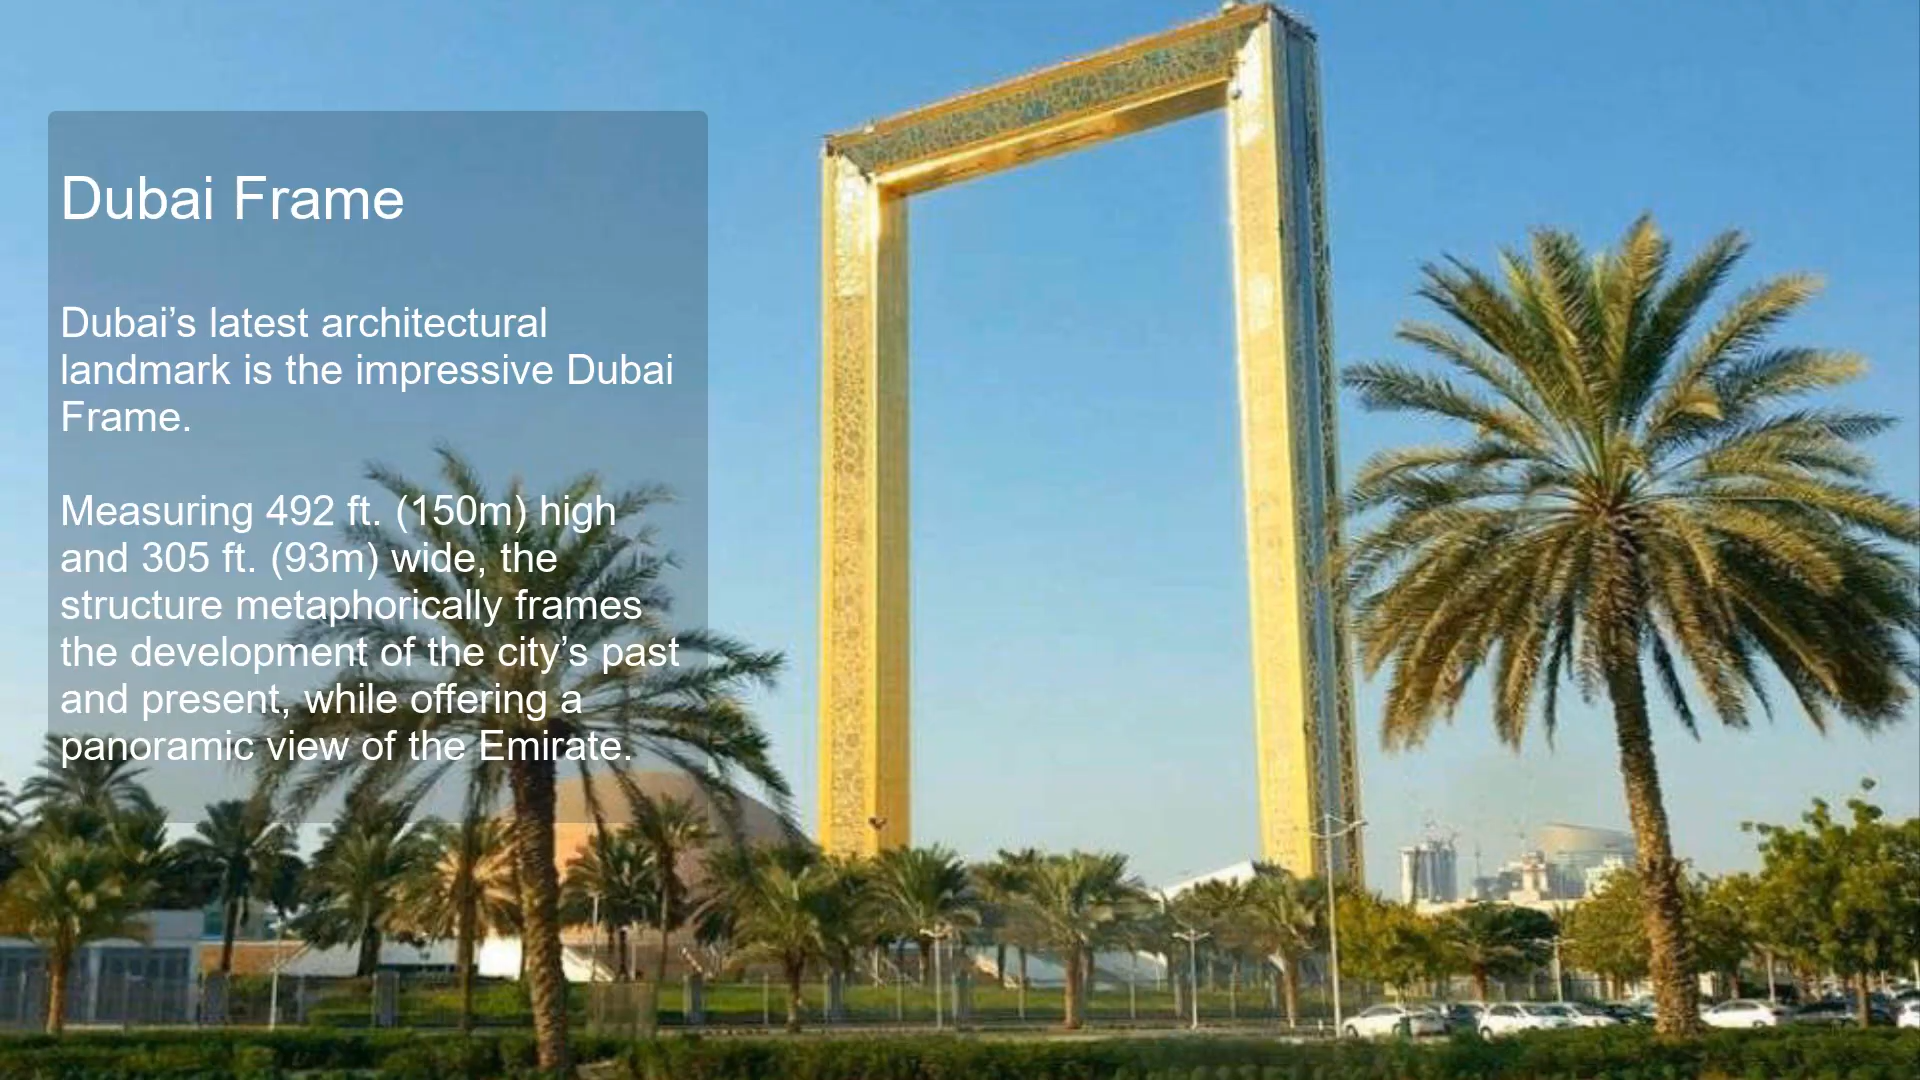 Dubai Frame
Dubai’s latest architectural
landmark is the impressive Dubai
Frame.
Measuring 492 ft. (150m) high
and 305 ft. (93m) wide, the
structure metaphorically frames
the development of the city’s past
and present, while offering a
panoramic view of the Emirate.